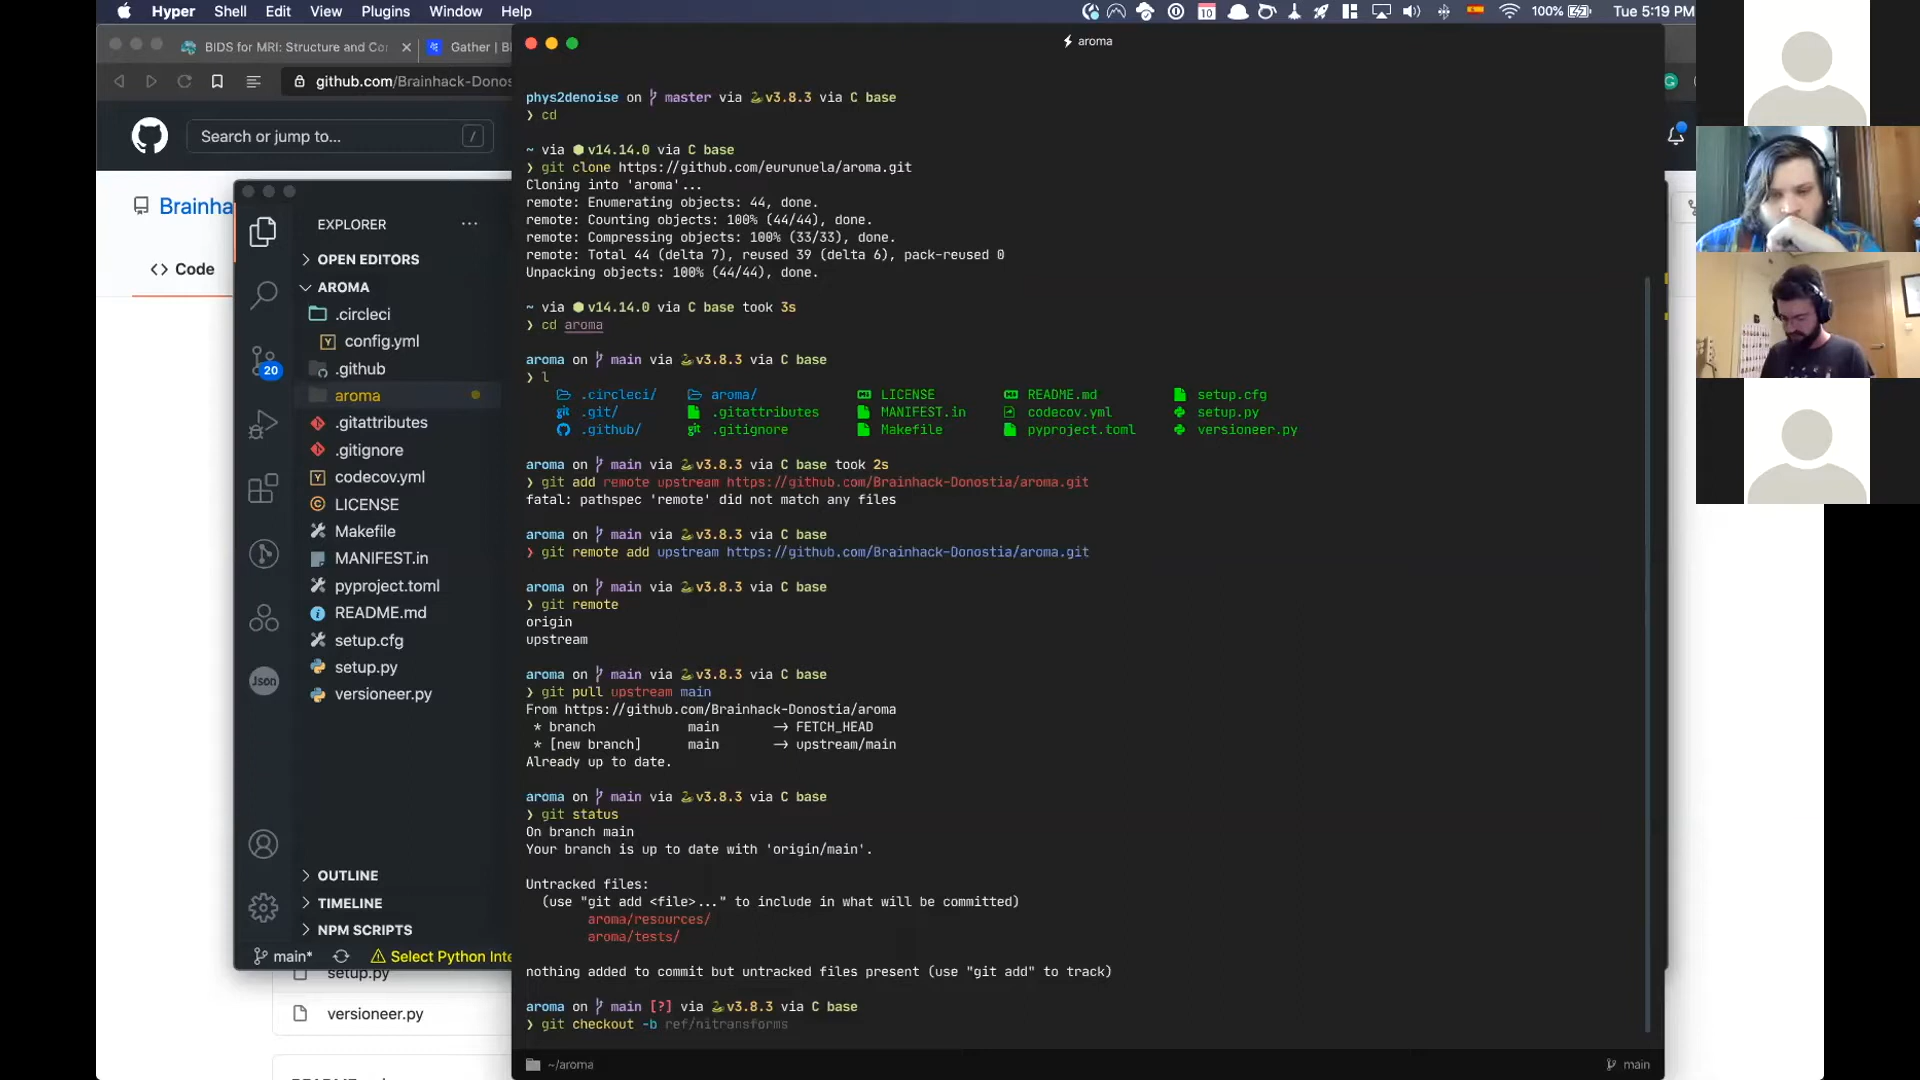 Hyper Shell Edit View Plugins Window Help
10
100%
Tue 5:19 PM
BIDS for MRI: Structure and Co
Gather | B
aroma
github.com/Brainhack-Donos
Search or jump to...
/
Brainha
Code
EXPLORER
OPEN EDITORS
AROMA
.circleci
config.yml
.github
aroma
.gitattributes
.gitignore
codecov.yml
LICENSE
Makefile
MANIFEST.in
pyproject.toml
README.md
setup.cfg
setup.py
versioneer.py
20
Json
OUTLINE
TIMELINE
NPM SCRIPTS
main*
Select Python Inte
setup.py
versioneer.py
phys2denoise on master via v3.8.3 via C base
❯ cd
~ via v14.14.0 via C base
❯ git clone https://github.com/eurunuela/aroma.git
Cloning into 'aroma'...
remote: Enumerating objects: 44, done.
remote: Counting objects: 100% (44/44), done.
remote: Compressing objects: 100% (33/33), done.
remote: Total 44 (delta 7), reused 39 (delta 6), pack-reused 0
Unpacking objects: 100% (44/44), done.
~ via v14.14.0 via C base took 3s
❯ cd aroma
aroma on main via v3.8.3 via C base
❯ l
.circleci/ aroma/ LICENSE README.md setup.cfg
.git/ .gitattributes MANIFEST.in codecov.yml setup.py
.github/ .gitignore Makefile pyproject.toml versioneer.py
aroma on main via v3.8.3 via C base took 2s
❯ git add remote upstream https://github.com/Brainhack-Donostia/aroma.git
fatal: pathspec 'remote' did not match any files
aroma on main via v3.8.3 via C base
❯ git remote add upstream https://github.com/Brainhack-Donostia/aroma.git
aroma on main via v3.8.3 via C base
❯ git remote
origin
upstream
aroma on main via v3.8.3 via C base
❯ git pull upstream main
From https://github.com/Brainhack-Donostia/aroma
* branch main → FETCH_HEAD
* [new branch] main → upstream/main
Already up to date.
aroma on main via v3.8.3 via C base
❯ git status
On branch main
Your branch is up to date with 'origin/main'.
Untracked files:
(use "git add <file>..." to include in what will be committed)
aroma/resources/
aroma/tests/
nothing added to commit but untracked files present (use "git add" to track)
aroma on main [?] via v3.8.3 via C base
❯ git checkout -b ref/nitransforms
~/aroma
main